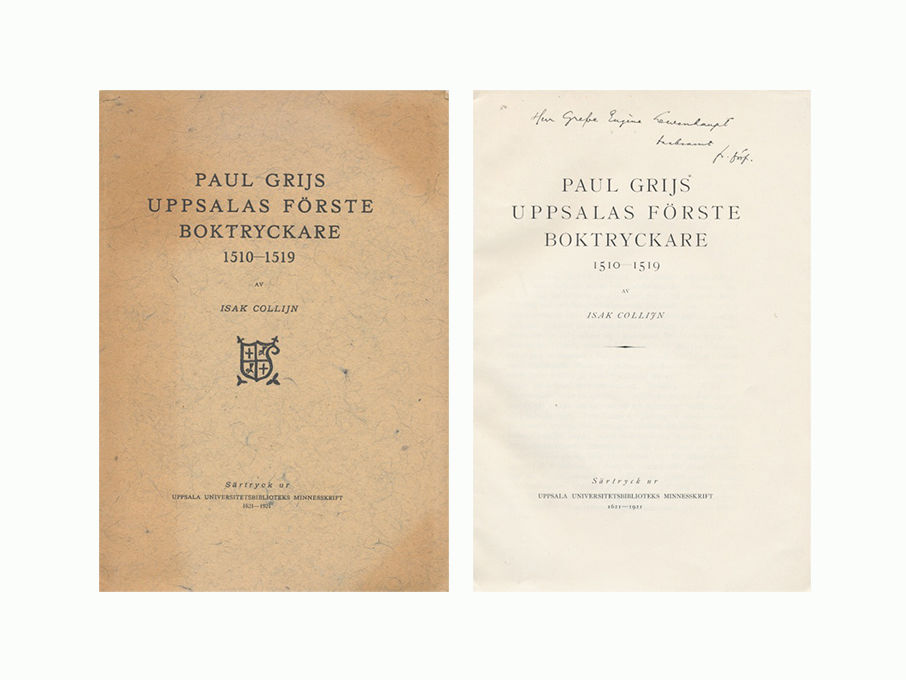 PAUL GRIJS
UPPSALAS FÖRSTE
BOKTRYCKARE
1510—1519
AV
ISAK COLLIJN
Särtryck ur
UPPSALA UNIVERSITETSBIBLIOTEKS MINNESSKRIFT
1621—1921
Herr Grefve Eugène Lewenhaupt
f. förf.
PAUL GRIJS
UPPSALAS FÖRSTE
BOKTRYCKARE
1510—1519
AV
ISAK COLLIJN
Särtryck ur
UPPSALA UNIVERSITETSBIBLIOTEKS MINNESSKRIFT
1621—1921